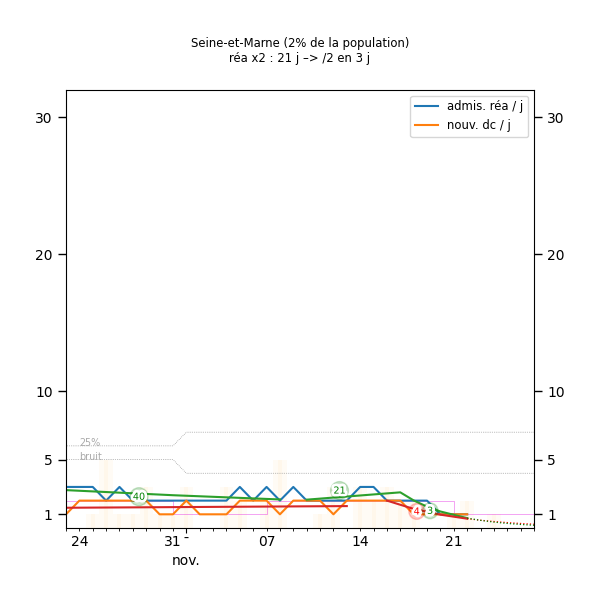 Seine-et-Marne (2% de la population)
réa x2 : 21 j –> /2 en 3 j
admis. réa / j
nouv. dc / j
30 30
20 20
10 10
25%
bruit
5 5
40 21 4 3
1 1
24 31 - 07 14 21
nov.